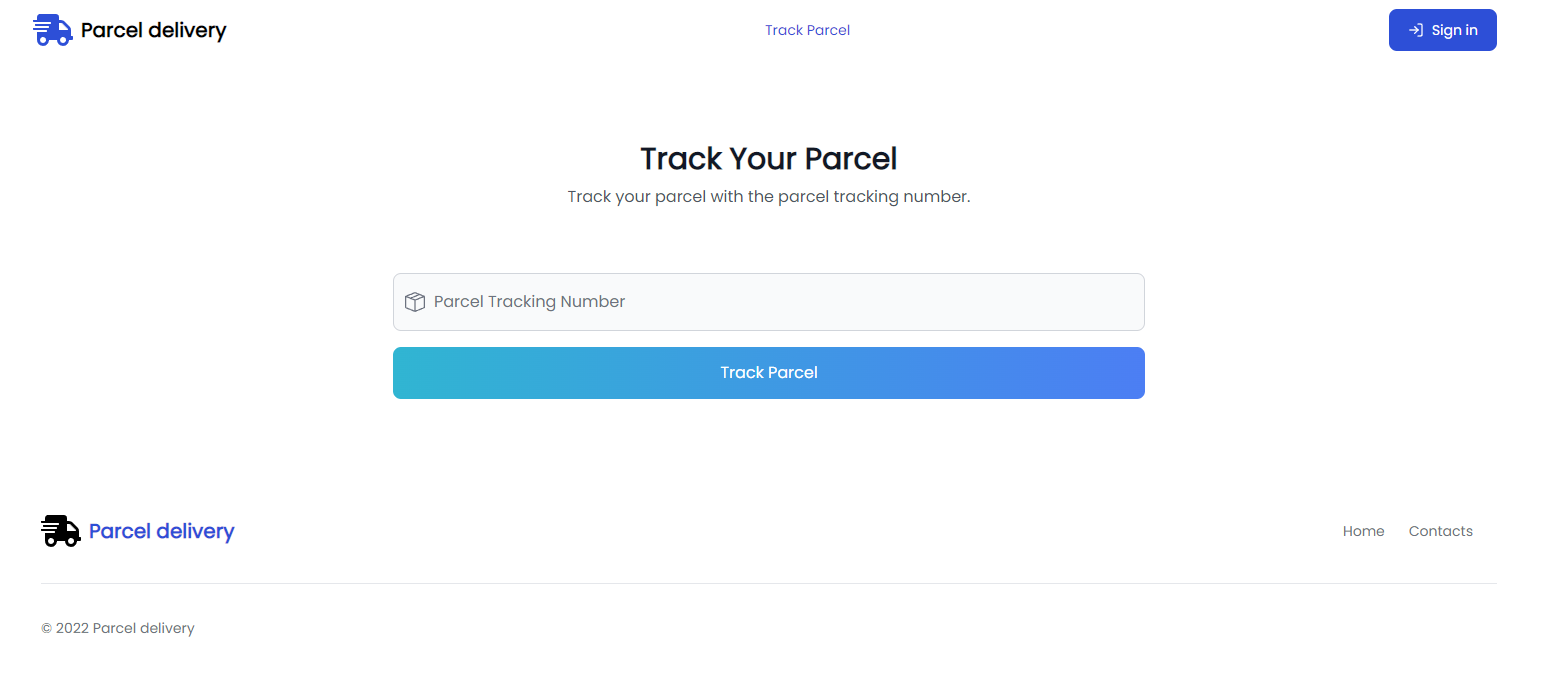 Parcel delivery
Track Parcel
Sign in
Track Your Parcel
Track your parcel with the parcel tracking number.
Parcel Tracking Number
Track Parcel
Parcel delivery
Home
Contacts
© 2022 Parcel delivery